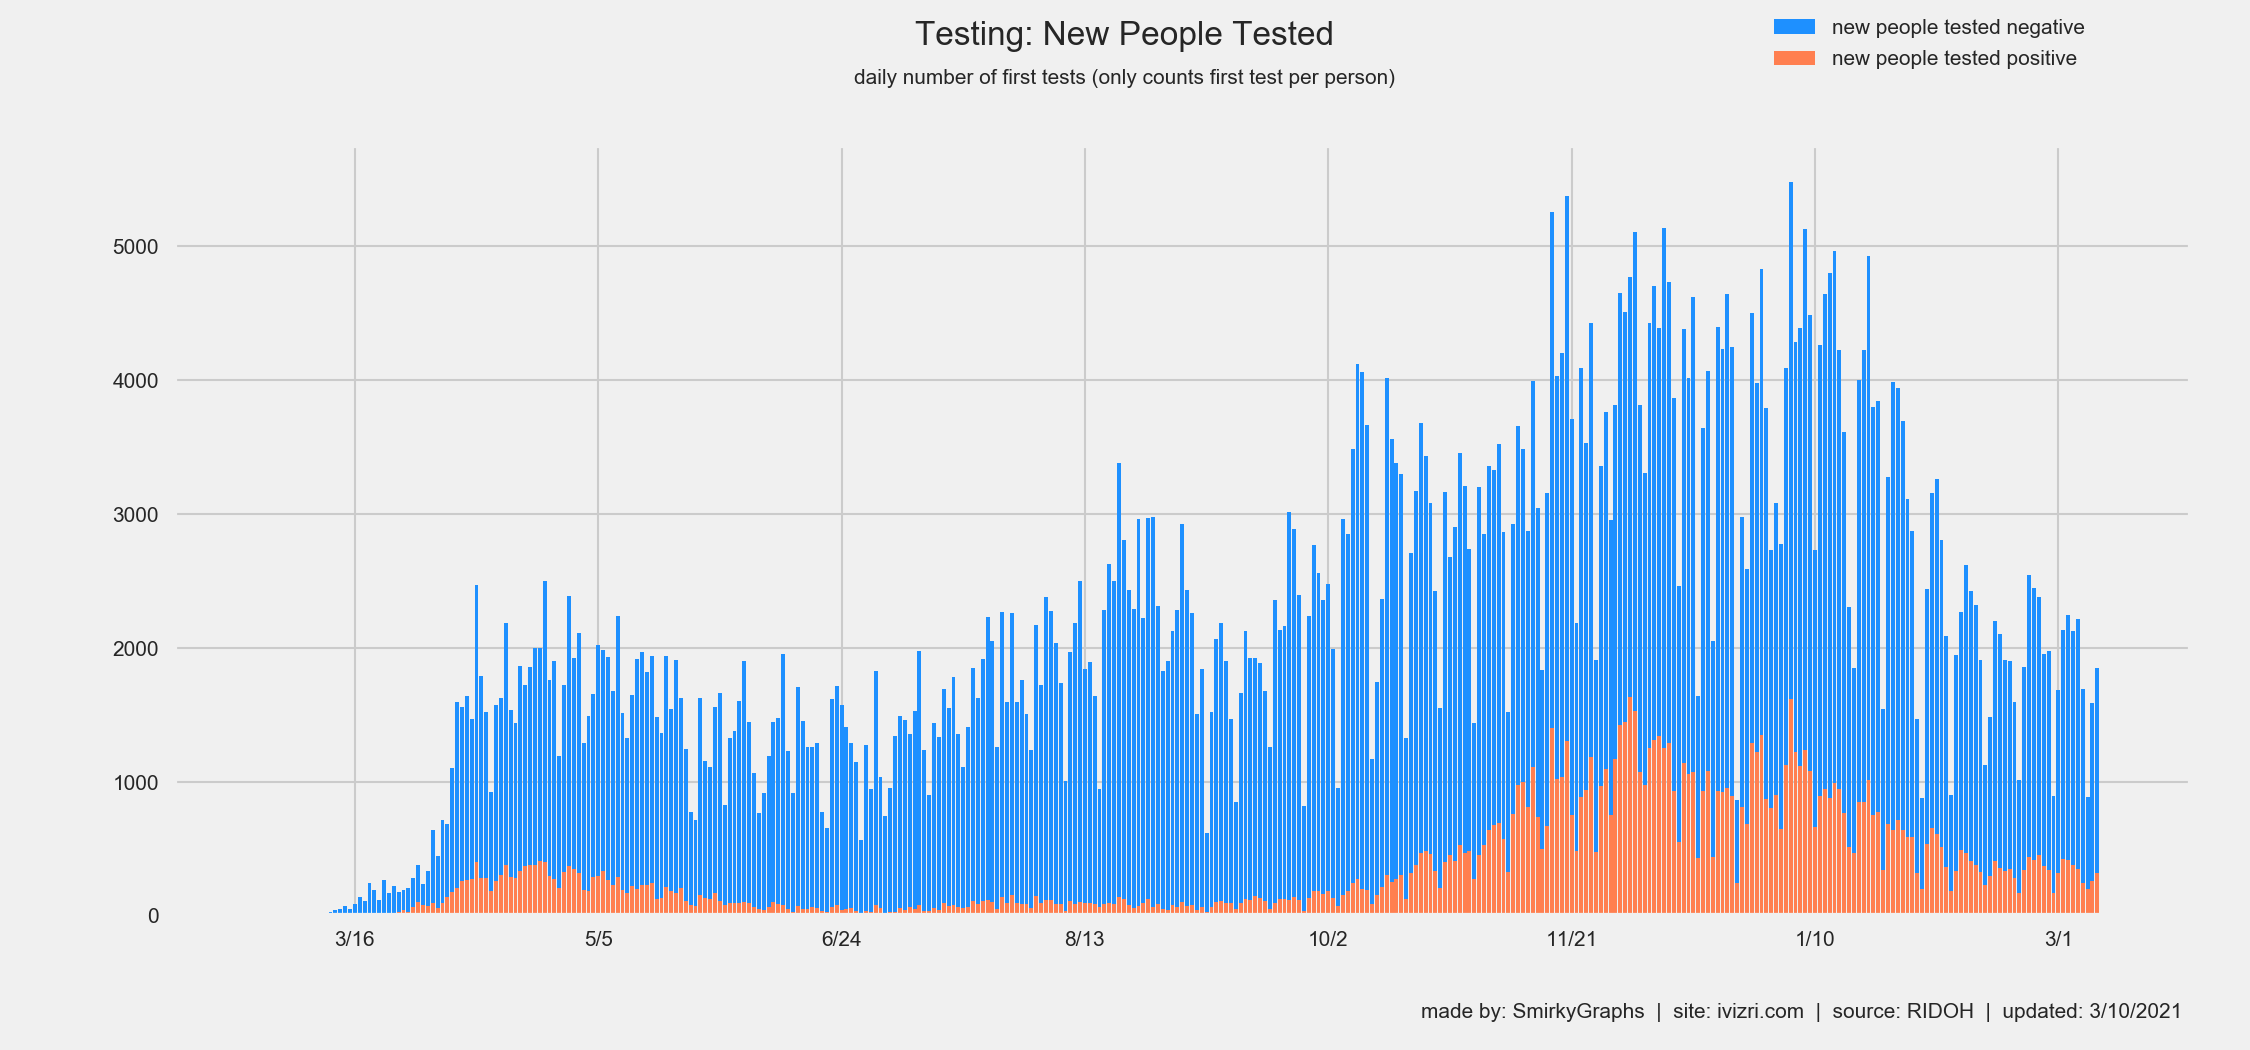 Testing: New People Tested
daily number of first tests (only counts first test per person)
new people tested negative
new people tested positive
5000
4000
3000
2000
1000
0
3/16 5/5 6/24 8/13 10/2 11/21 1/10 3/1
made by: SmirkyGraphs | site: ivizri.com | source: RIDOH | updated: 3/10/2021